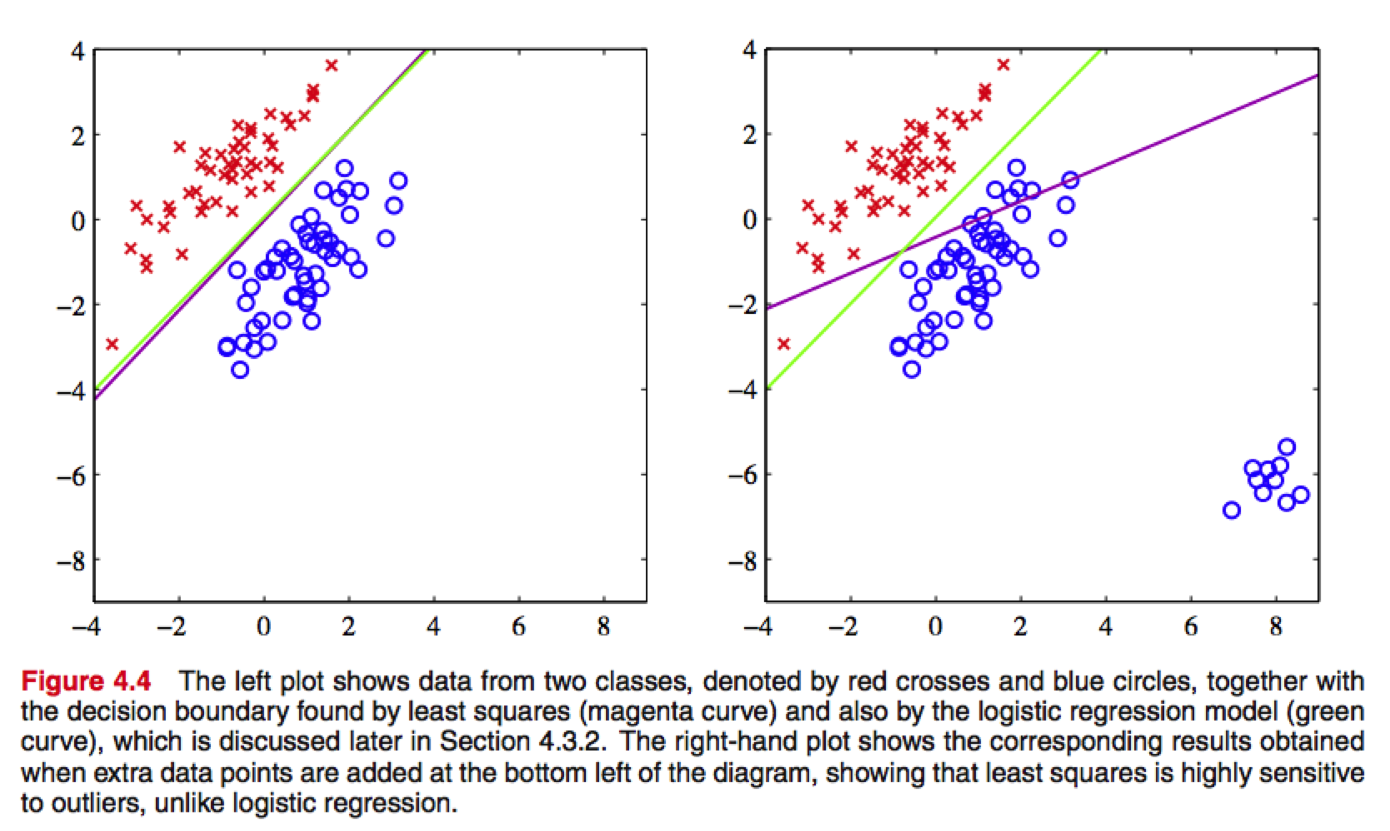 4
2
0
−2
−4
−6
−8
−4 −2 0 2 4 6 8
4
2
0
−2
−4
−6
−8
−4 −2 0 2 4 6 8
Figure 4.4 The left plot shows data from two classes, denoted by red crosses and blue circles, together with
the decision boundary found by least squares (magenta curve) and also by the logistic regression model (green
curve), which is discussed later in Section 4.3.2. The right-hand plot shows the corresponding results obtained
when extra data points are added at the bottom left of the diagram, showing that least squares is highly sensitive
to outliers, unlike logistic regression.